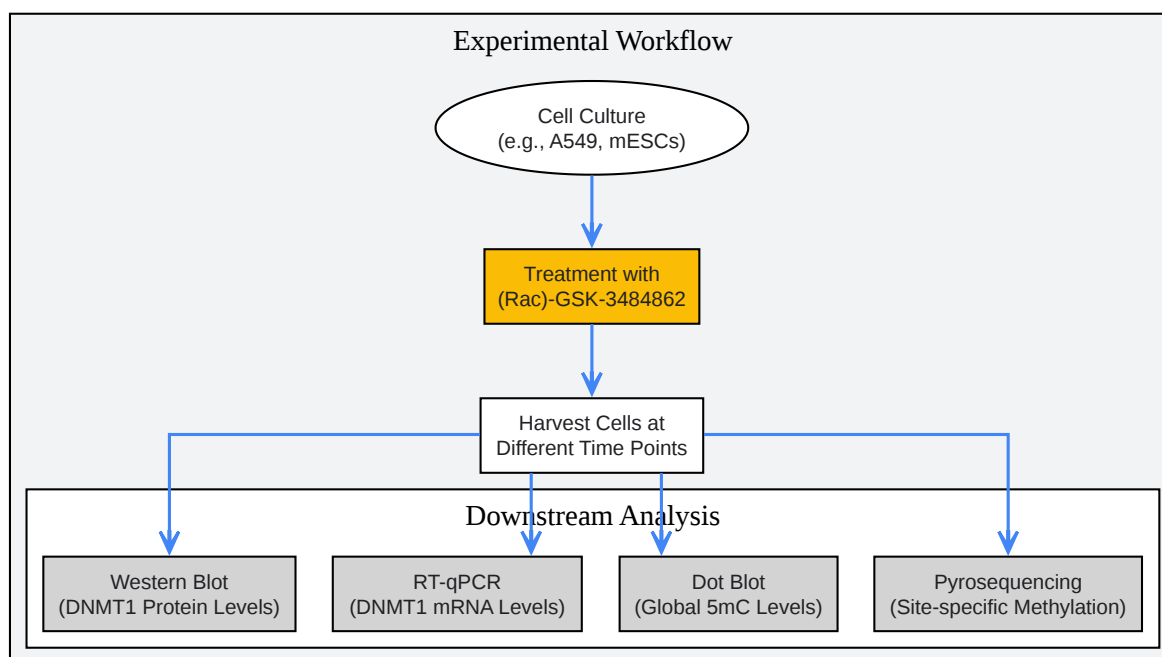 Experimental Workflow
Cell Culture
(e.g., A549, mESCs)
Treatment with
(Rac)-GSK-3484862
Harvest Cells at
Different Time Points
Downstream Analysis
Western Blot
(DNMT1 Protein Levels)
RT-qPCR
(DNMT1 mRNA Levels)
Dot Blot
(Global 5mC Levels)
Pyrosequencing
(Site-specific Methylation)